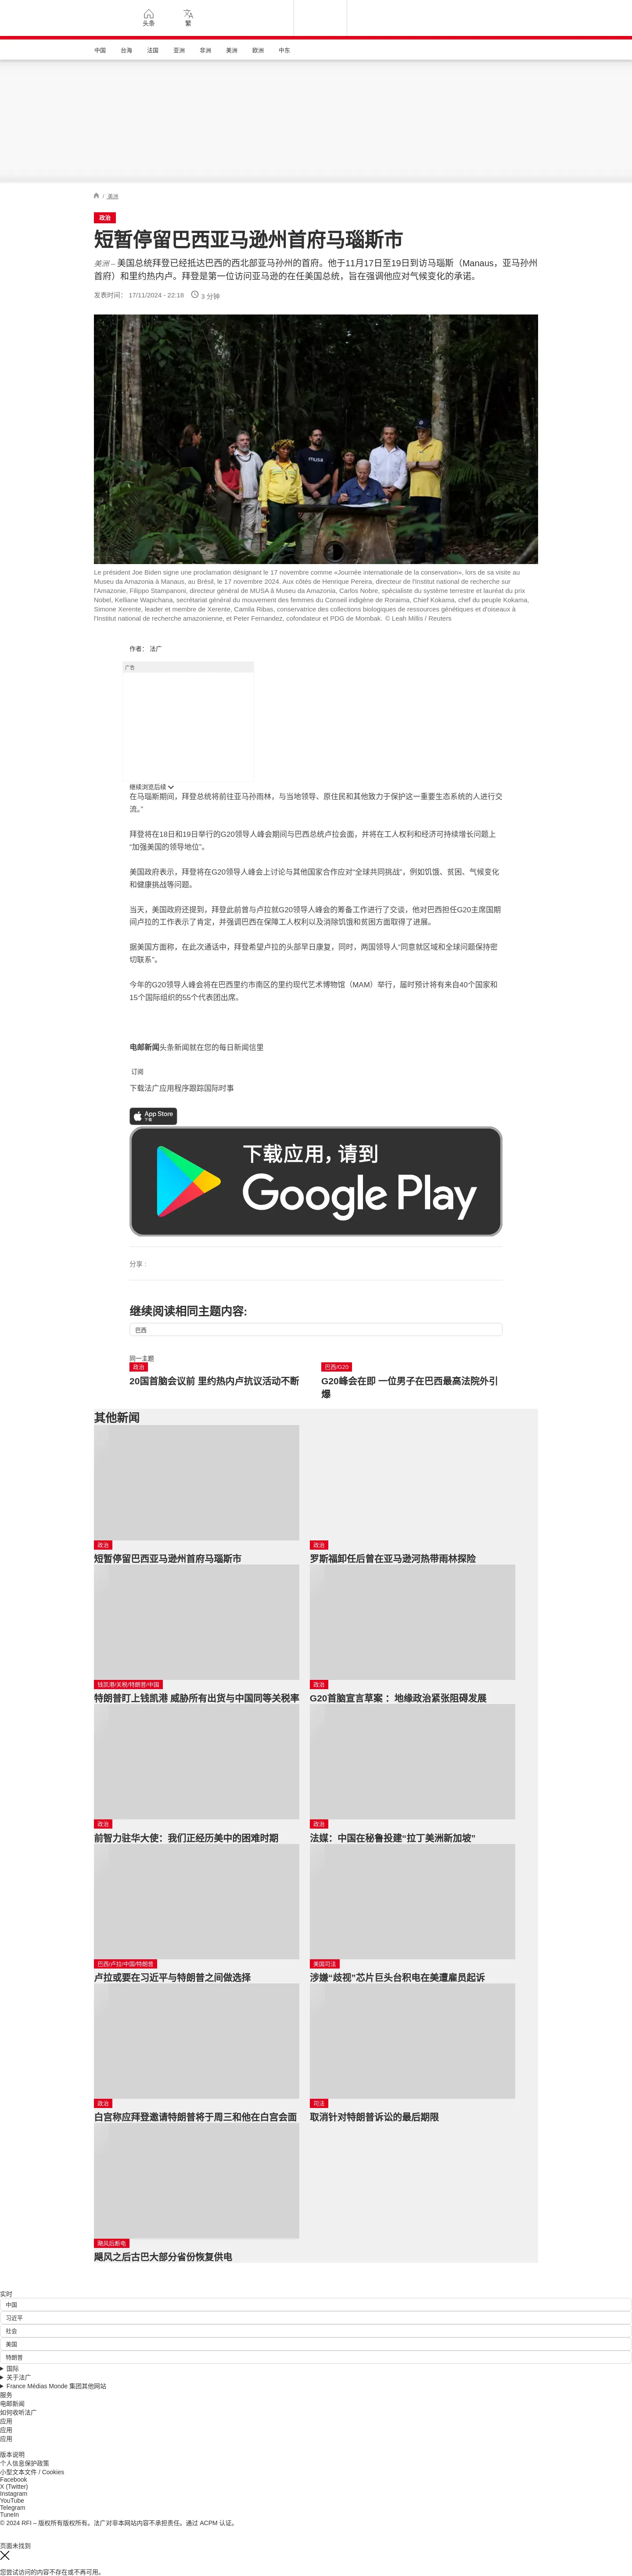 头条
繁
中国 台海 法国 亚洲 非洲 美洲 欧洲 中东
/ 美洲
政治
短暂停留巴西亚马逊州首府马瑙斯市
美洲 – 美国总统拜登已经抵达巴西的西北部亚马孙州的首府。他于11月17日至19日到访马瑙斯（Manaus，亚马孙州
首府）和里约热内卢。拜登是第一位访问亚马逊的在任美国总统，旨在强调他应对气候变化的承诺。
发表时间： 17/11/2024 - 22:18 3 分钟
musa
Le président Joe Biden signe une proclamation désignant le 17 novembre comme «Journée internationale de la conservation», lors de sa visite au
Museu da Amazonia à Manaus, au Brésil, le 17 novembre 2024. Aux côtés de Henrique Pereira, directeur de l'Institut national de recherche sur
l'Amazonie, Filippo Stampanoni, directeur général de MUSA â Museu da Amazonia, Carlos Nobre, spécialiste du système terrestre et lauréat du prix
Nobel, Kelliane Wapichana, secrétariat général du mouvement des femmes du Conseil indigène de Roraima, Chief Kokama, chef du peuple Kokama,
Simone Xerente, leader et membre de Xerente, Camila Ribas, conservatrice des collections biologiques de ressources génétiques et d'oiseaux à
l'Institut national de recherche amazonienne, et Peter Fernandez, cofondateur et PDG de Mombak. © Leah Millis / Reuters
作者： 法广
广告
继续浏览后续
在马瑙斯期间，拜登总统将前往亚马孙雨林，与当地领导、原住民和其他致力于保护这一重要生态系统的人进行交
流。”
拜登将在18日和19日举行的G20领导人峰会期间与巴西总统卢拉会面，并将在工人权利和经济可持续增长问题上
“加强美国的领导地位”。
美国政府表示，拜登将在G20领导人峰会上讨论与其他国家合作应对“全球共同挑战”，例如饥饿、贫困、气候变化
和健康挑战等问题。
当天，美国政府还提到，拜登此前曾与卢拉就G20领导人峰会的筹备工作进行了交谈，他对巴西担任G20主席国期
间卢拉的工作表示了肯定，并强调巴西在保障工人权利以及消除饥饿和贫困方面取得了进展。
据美国方面称，在此次通话中，拜登希望卢拉的头部早日康复，同时，两国领导人“同意就区域和全球问题保持密
切联系”。
今年的G20领导人峰会将在巴西里约市南区的里约现代艺术博物馆（MAM）举行，届时预计将有来自40个国家和
15个国际组织的55个代表团出席。
电邮新闻头条新闻就在您的每日新闻信里
订阅
下载法广应用程序跟踪国际时事
App Store
下载
下载应用，请到
Google Play
分享 :
继续阅读相同主题内容:
巴西
同一主题
政治
20国首脑会议前 里约热内卢抗议活动不断
巴西/G20
G20峰会在即 一位男子在巴西最高法院外引
爆
其他新闻
政治
短暂停留巴西亚马逊州首府马瑙斯市
政治
罗斯福卸任后曾在亚马逊河热带雨林探险
钱凯港/关税/特朗普/中国
特朗普盯上钱凯港 威胁所有出货与中国同等关税率
政治
G20首脑宣言草案 ：地缘政治紧张阻碍发展
政治
前智力驻华大使：我们正经历美中的困难时期
政治
法媒：中国在秘鲁投建“拉丁美洲新加坡”
巴西/卢拉/中国/特朗普
卢拉或要在习近平与特朗普之间做选择
美国司法
涉嫌“歧视”芯片巨头台积电在美遭雇员起诉
政治
白宫称应拜登邀请特朗普将于周三和他在白宫会面
司法
取消针对特朗普诉讼的最后期限
飓风后断电
飓风之后古巴大部分省份恢复供电
实时
中国
习近平
社会
美国
特朗普
国际
关于法广
France Médias Monde 集团其他网站
服务
电邮新闻
如何收听法广
应用
应用
应用
版本说明
个人信息保护政策
小型文本文件 / Cookies
Facebook
X (Twitter)
Instagram
YouTube
Telegram
TuneIn
© 2024 RFI – 版权所有版权所有。法广对非本网站内容不承担责任。通过 ACPM 认证。
页面未找到
您尝试访问的内容不存在或不再可用。